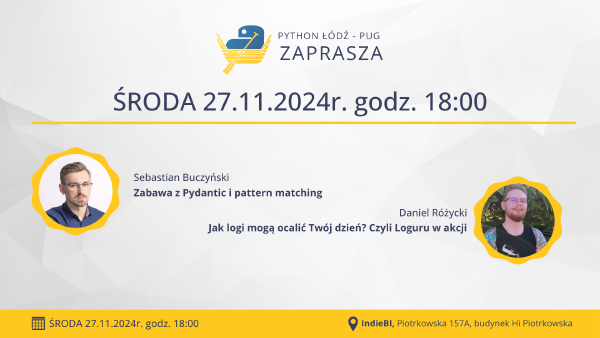 PYTHON ŁÓDŹ - PUG
ZAPRASZA
ŚRODA 27.11.2024r. godz. 18:00
Sebastian Buczyński
Zabawa z Pydantic i pattern matching
Daniel Różycki
Jak logi mogą ocalić Twój dzień? Czyli Loguru w akcji
ŚRODA 27.11.2024r. godz. 18:00
IndieBI, Piotrkowska 157A, budynek Hi Piotrkowska